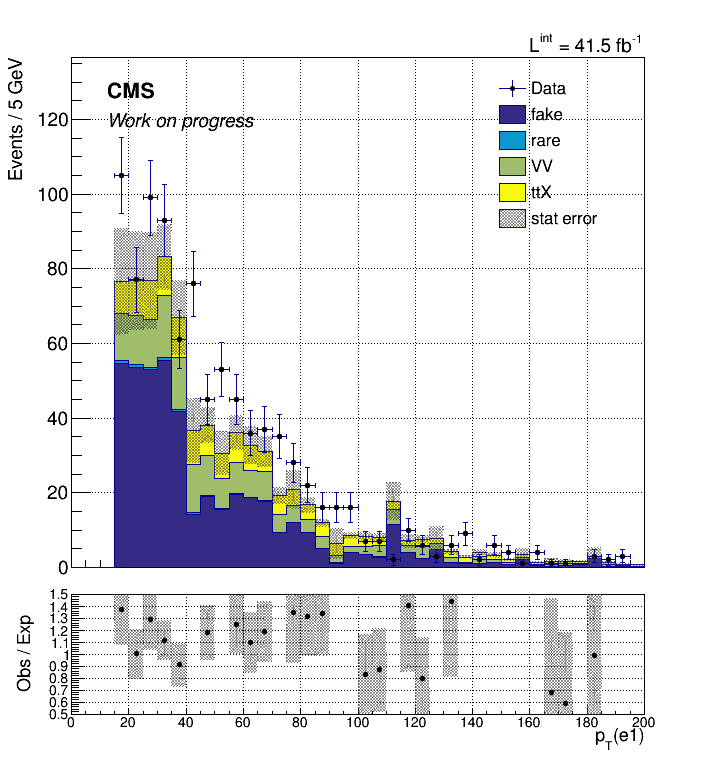 L^int = 41.5 fb^-1
Events / 5 GeV
CMS
Work on progress
Data
fake
rare
VV
ttX
stat error
120
100
80
60
40
20
0
Obs / Exp
1.5
1.4
1.3
1.2
1.1
1
0.9
0.8
0.7
0.6
0.5
0 20 40 60 80 100 120 140 160 180 200
p_T(e1)